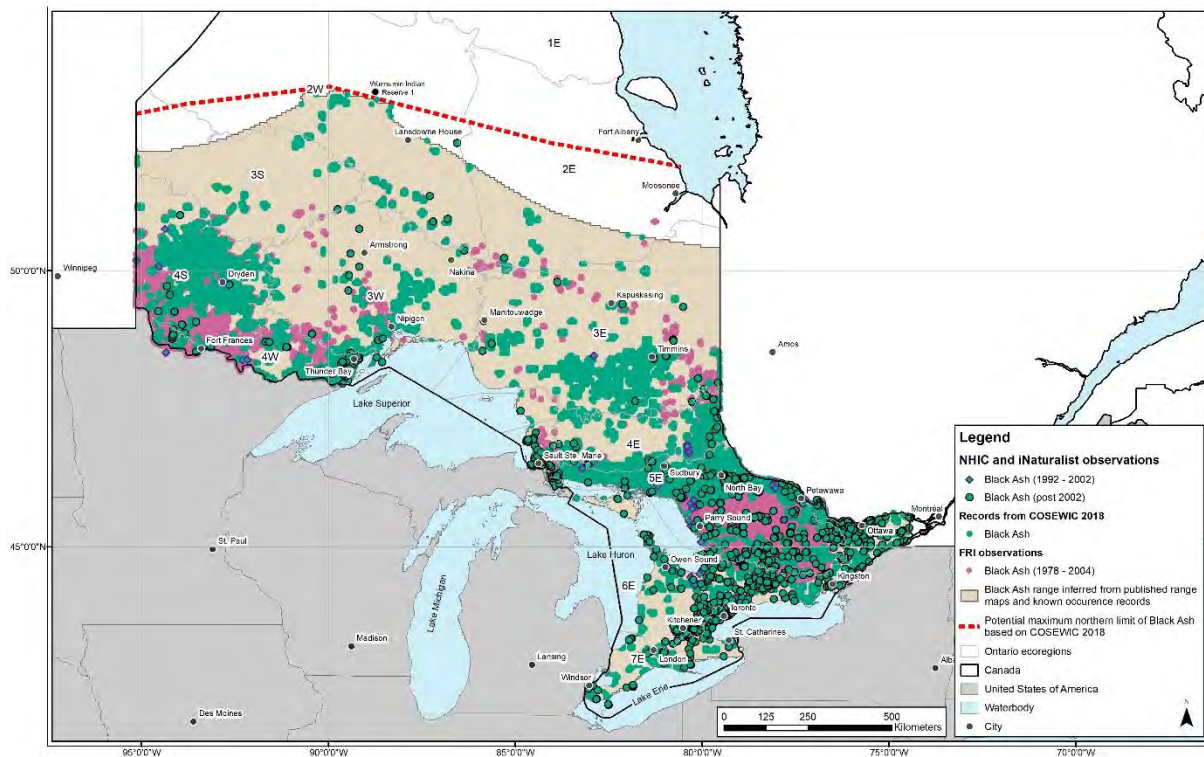 1E
2W
Wunnumin Indian
Reserve 1
Lansdowne House
Fort Albany
2E
Moosonee
3S
Armstrong
Nakina
50°0'0"N
Winnipeg
4S
Dryden
3W
Kapuskasing
Manitouwadge
Nipigon
3E
Fort Frances
4W
Timmins
Amos
Thunder Bay
Lake Superior
4E
Sault Ste. Marie
Sudbury
5E
North Bay
Petawawa
Montréal
Parry Sound
Ottawa
45°0'0"N
St. Paul
Lake Huron
Owen Sound
Kingston
6E
Lake Michigan
Toronto
Kitchener
St. Catharines
Madison
Lansing
7E
London
Windsor
Lake Erie
Alb
Des Moines
Legend
NHIC and iNaturalist observations
Black Ash (1992 - 2002)
Black Ash (post 2002)
Records from COSEWIC 2018
Black Ash
FRI observations
Black Ash (1978 - 2004)
Black Ash range inferred from published range
maps and known occurence records
Potential maximum northern limit of Black Ash
based on COSEWIC 2018
Ontario ecoregions
Canada
United States of America
Waterbody
City
N
0 125 250 500
Kilometers
95°0'0"W 90°0'0"W 85°0'0"W 80°0'0"W 75°0'0"W 70°0'0"W